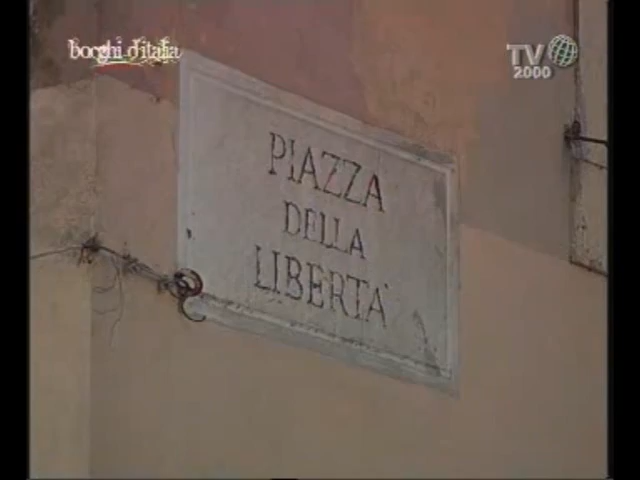 borghi d'italia
TV
2000
PIAZZA
DELLA
LIBERTA'